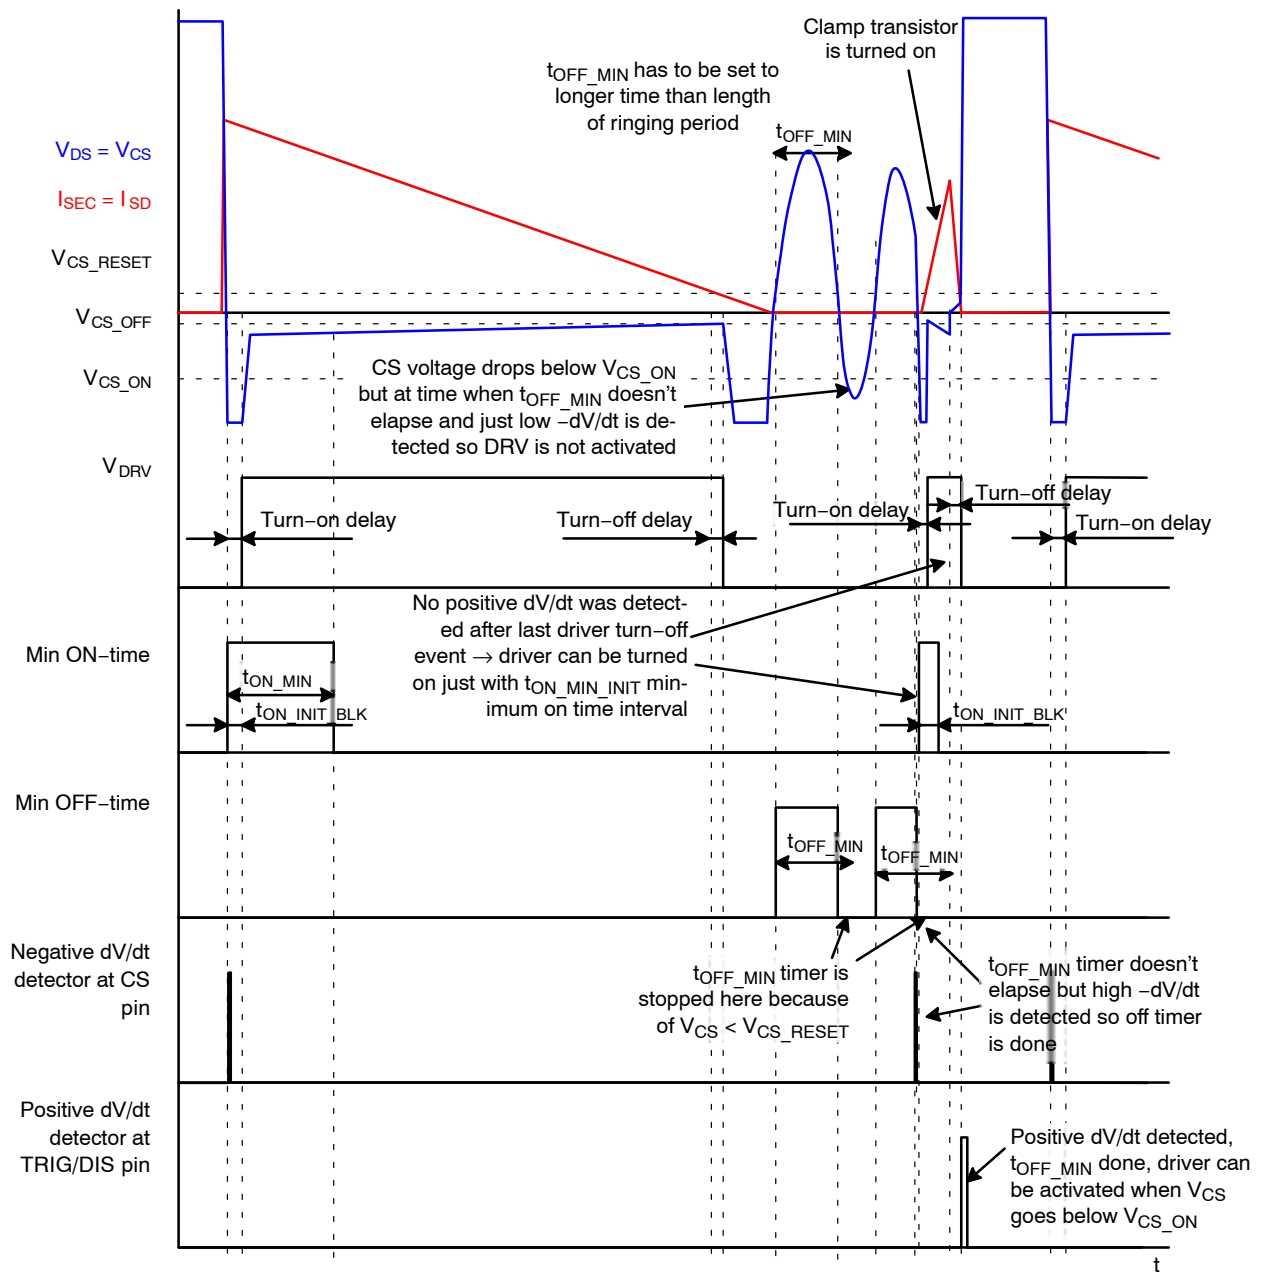 Clamp transistor
is turned on
tOFF_MIN has to be set to
longer time than length
of ringing period
tOFF_MIN
VDS = VCS
ISEC = ISD
VCS_RESET
VCS_OFF
VCS_ON
CS voltage drops below VCS_ON
but at time when tOFF_MIN doesn't
elapse and just low −dV/dt is de-
tected so DRV is not activated
VDRV
Turn−on delay
Turn−off delay
Turn−on delay
Turn−off delay
Turn−on delay
No positive dV/dt was detect-
ed after last driver turn−off
event → driver can be turned
on just with tON_MIN_INIT min-
imum on time interval
Min ON−time
tON_MIN
tON_INIT_BLK
tON_INIT_BLK
Min OFF−time
tOFF_MIN
tOFF_MIN
Negative dV/dt
detector at CS
pin
tOFF_MIN timer is
stopped here because
of VCS < VCS_RESET
tOFF_MIN timer doesn't
elapse but high -dV/dt
is detected so off timer
is done
Positive dV/dt
detector at
TRIG/DIS pin
Positive dV/dt detected,
tOFF_MIN done, driver can
be activated when VCS
goes below VCS_ON
t